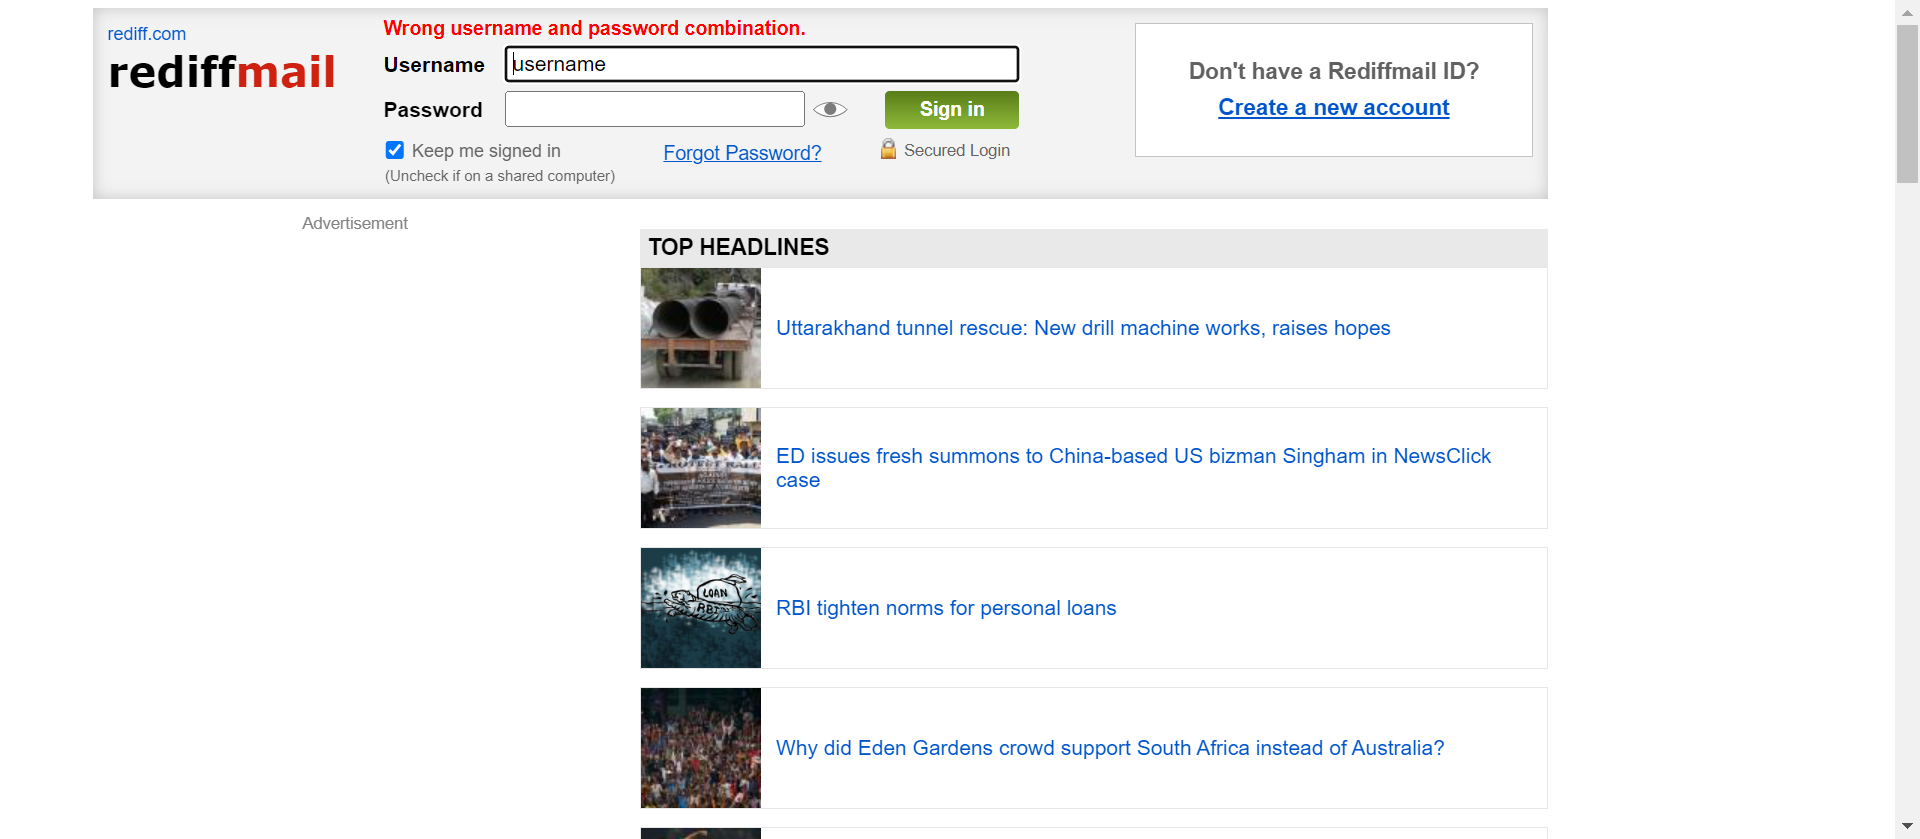 rediff.com
rediffmail
Wrong username and password combination.
Username
username
Password
Sign in
Keep me signed in
(Uncheck if on a shared computer)
Forgot Password?
Secured Login
Don't have a Rediffmail ID?
Create a new account
Advertisement
TOP HEADLINES
Uttarakhand tunnel rescue: New drill machine works, raises hopes
ED issues fresh summons to China-based US bizman Singham in NewsClick
case
LOAN
RBI
RBI tighten norms for personal loans
Why did Eden Gardens crowd support South Africa instead of Australia?